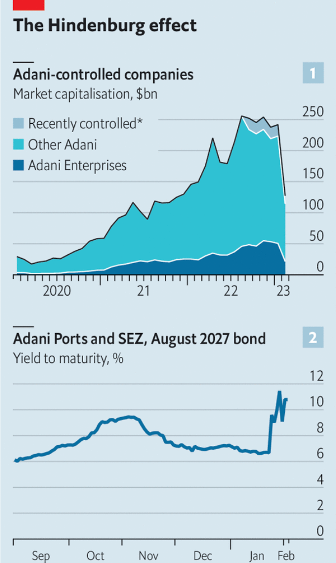 The Hindenburg effect
Adani-controlled companies
1
Market capitalisation, $bn
Recently controlled*
Other Adani
Adani Enterprises
250
200
150
100
50
0
2020
21
22
23
Adani Ports and SEZ, August 2027 bond
2
Yield to maturity, %
12
10
8
6
4
2
0
Sep
Oct
Nov
Dec
Jan
Feb